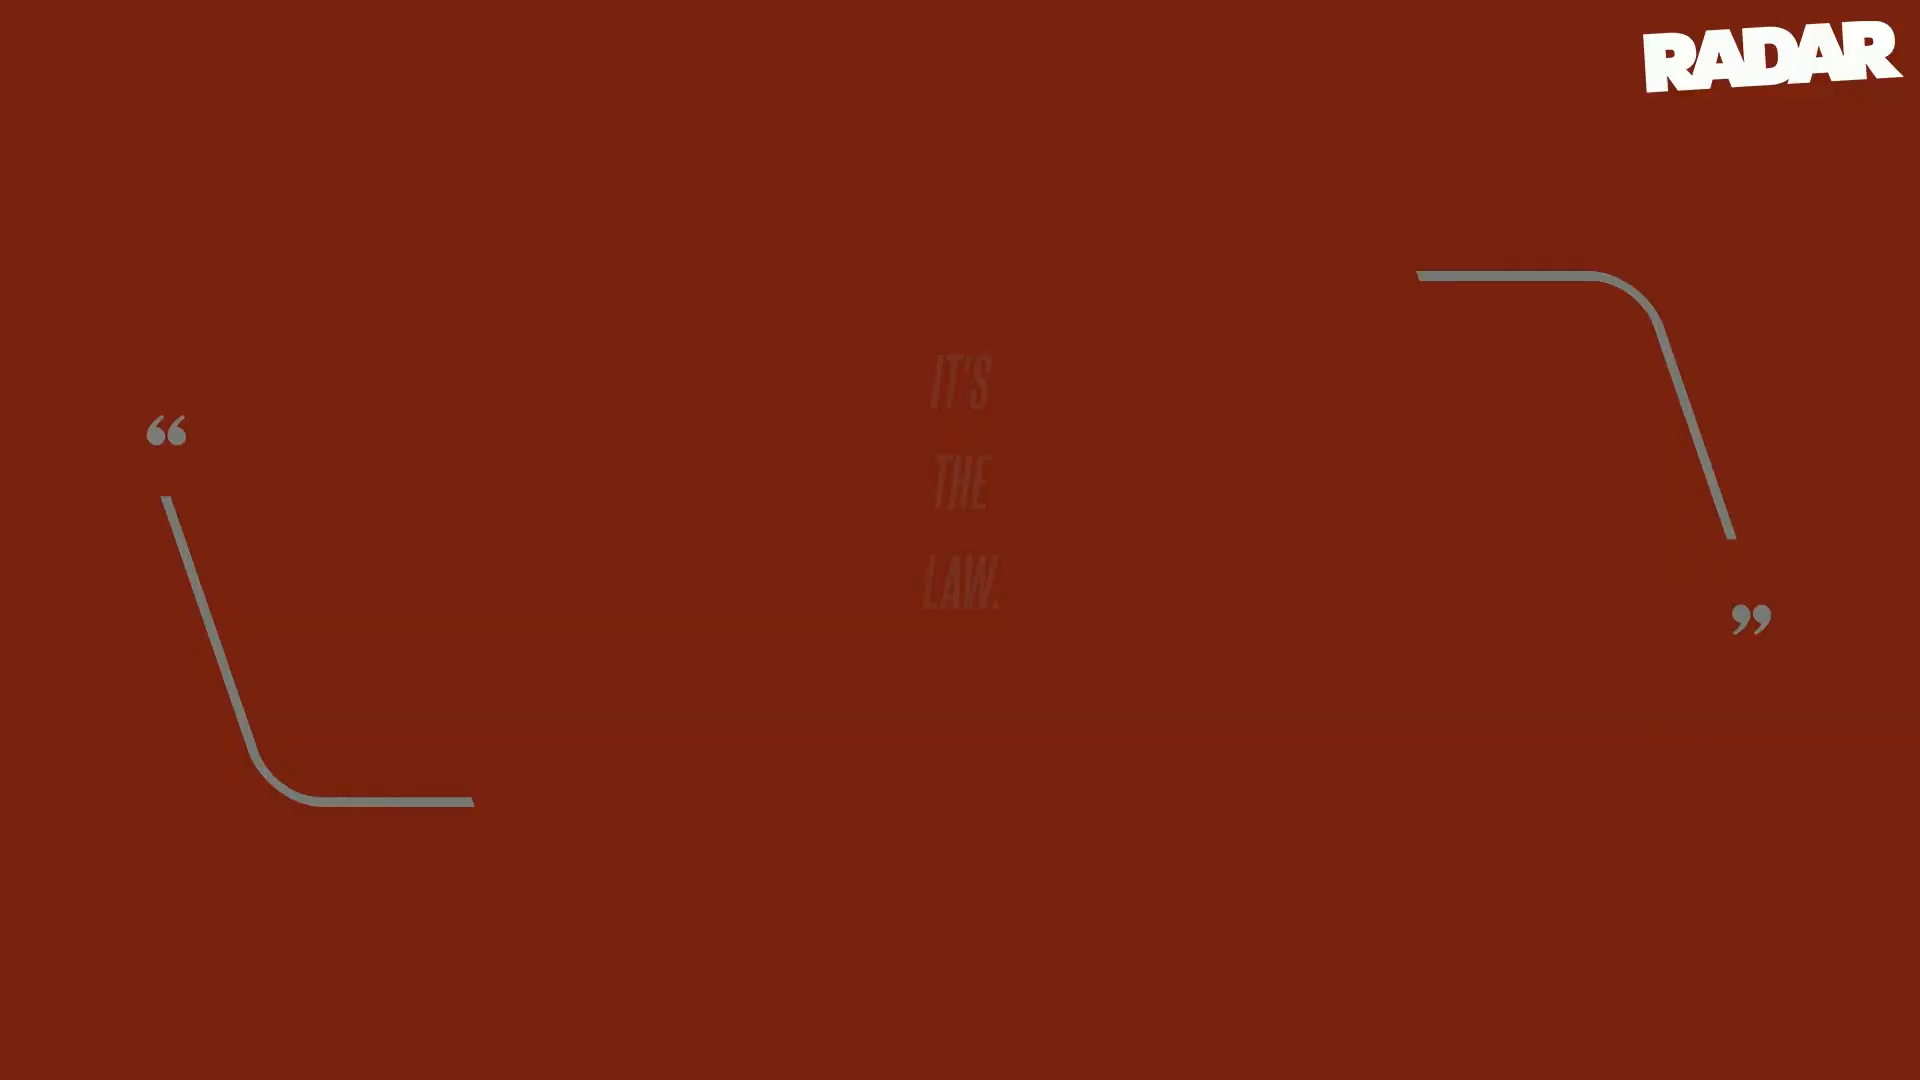 RADAR
“
IT'S
THE
LAW.
”